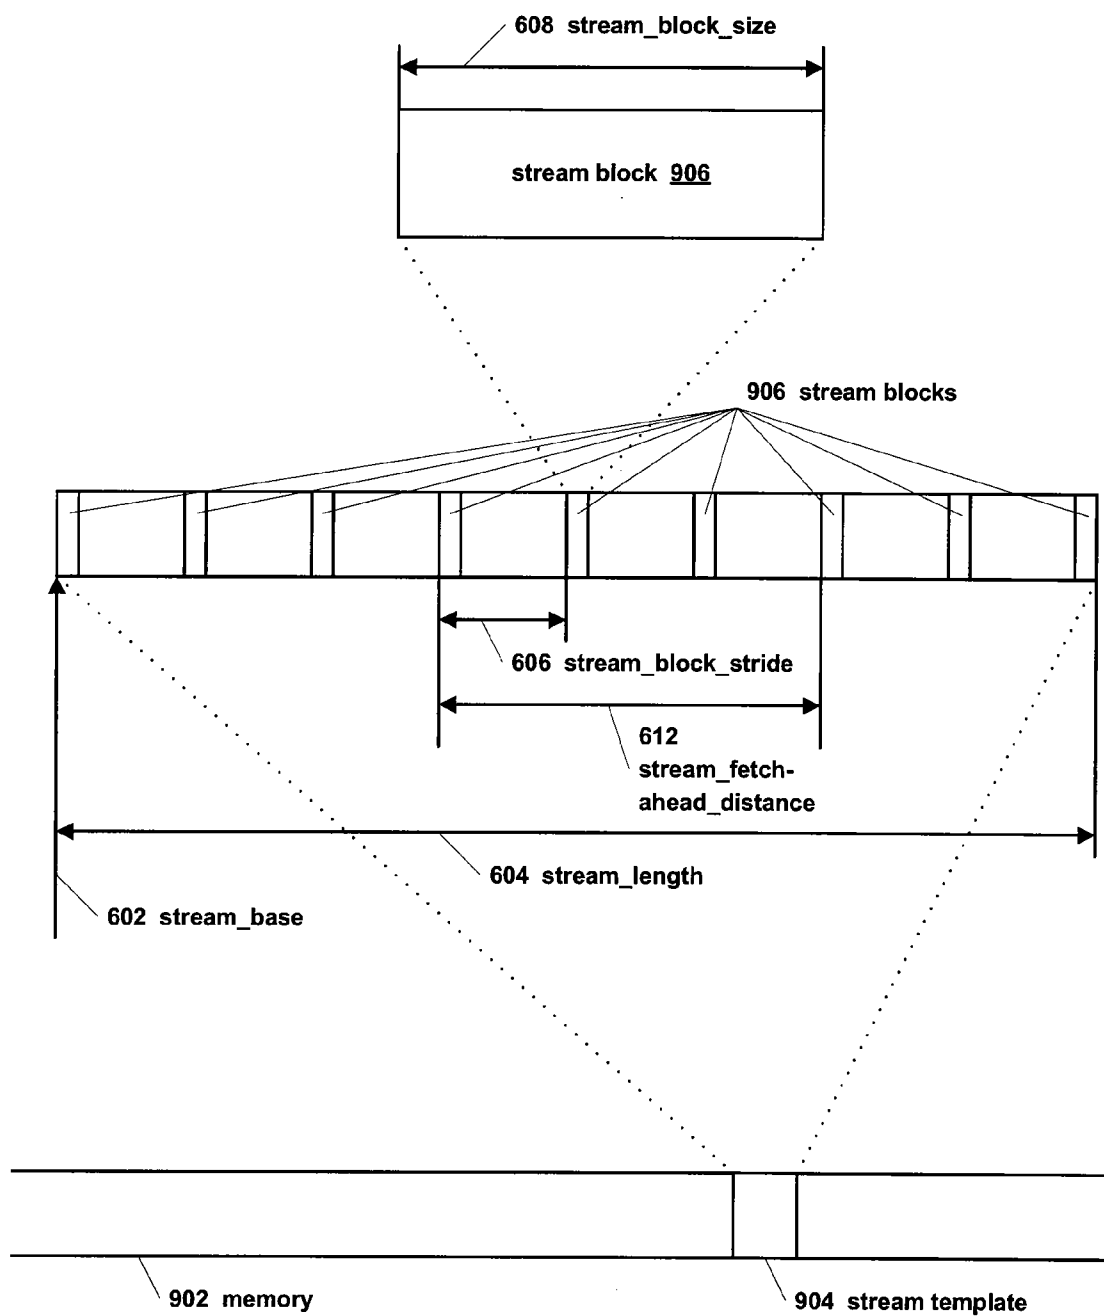 608 stream_block_size
stream block 906
906 stream blocks
606 stream_block_stride
612
stream_fetch-
ahead_distance
604 stream_length
602 stream_base
902 memory
904 stream template